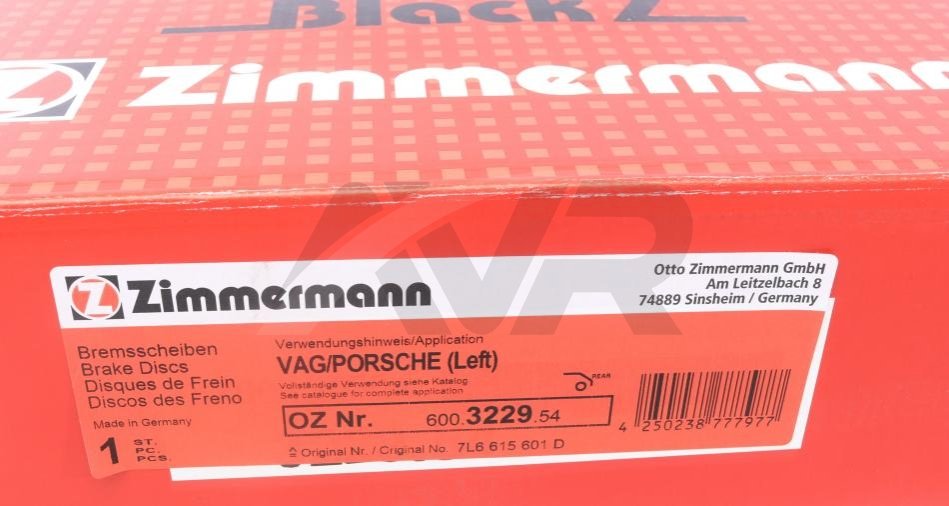 Black Z
Z Zimmermann
KVR
Z Zimmermann
Otto Zimmermann GmbH
Am Leitzelbach 8
74889 Sinsheim / Germany
Bremsscheiben
Brake Discs
Disques de Frein
Discos des Freno
Made in Germany
1 ST.
PC.
PCS.
Verwendungshinweis/Application
VAG/PORSCHE (Left)
Vollständige Verwendung siehe Katalog
See catalogue for complete application
REAR
OZ Nr. 600.3229.54
≙ Original Nr. / Original No. 7L6 615 601 D
4 250238 777977